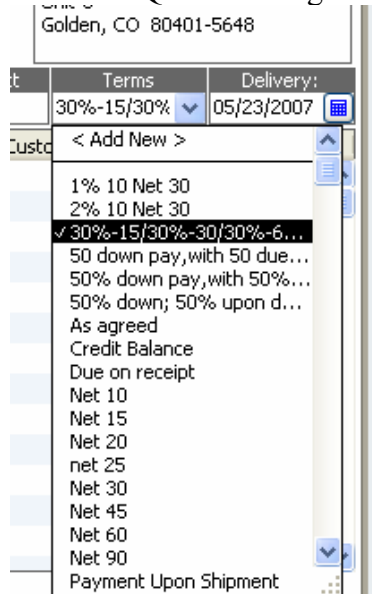 Golden, CO 80401-5648
Terms Delivery:
30%-15/30% 05/23/2007
< Add New >
1% 10 Net 30
2% 10 Net 30
✓30%-15/30%-30/30%-6...
50 down pay,with 50 due...
50% down pay,with 50%...
50% down; 50% upon d...
As agreed
Credit Balance
Due on receipt
Net 10
Net 15
Net 20
net 25
Net 30
Net 45
Net 60
Net 90
Payment Upon Shipment